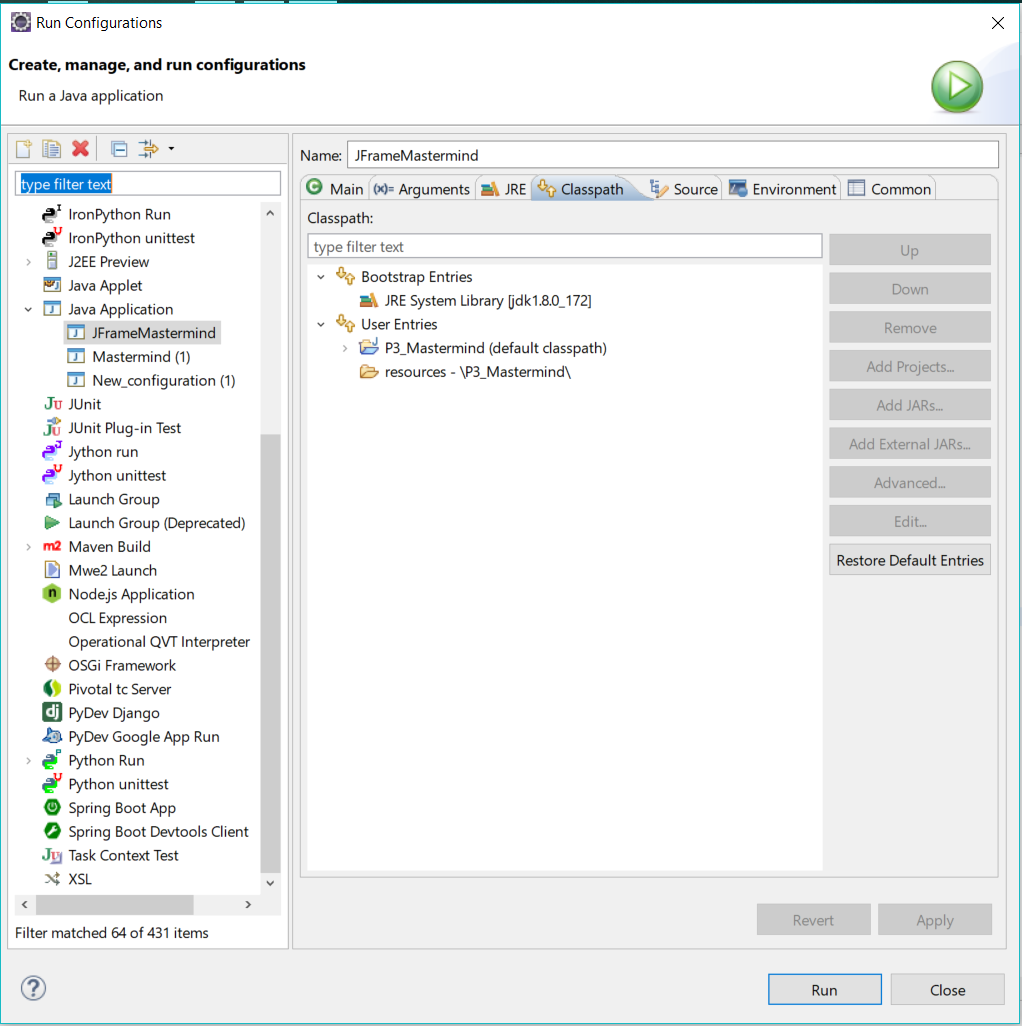 Run Configurations
Create, manage, and run configurations
Run a Java application
type filter text
IronPython Run
IronPython unittest
J2EE Preview
Java Applet
Java Application
JFrameMastermind
Mastermind (1)
New_configuration (1)
JUnit
JUnit Plug-in Test
Jython run
Jython unittest
Launch Group
Launch Group (Deprecated)
Maven Build
Mwe2 Launch
Node.js Application
OCL Expression
Operational QVT Interpreter
OSGi Framework
Pivotal tc Server
PyDev Django
PyDev Google App Run
Python Run
Python unittest
Spring Boot App
Spring Boot Devtools Client
Task Context Test
XSL
Filter matched 64 of 431 items
Name: JFrameMastermind
Main (x)= Arguments JRE Classpath Source Environment Common
Classpath:
type filter text
Bootstrap Entries
JRE System Library [jdk1.8.0_172]
User Entries
P3_Mastermind (default classpath)
resources - \P3_Mastermind\
Up
Down
Remove
Add Projects...
Add JARs...
Add External JARs...
Advanced...
Edit...
Restore Default Entries
Revert Apply
Run Close